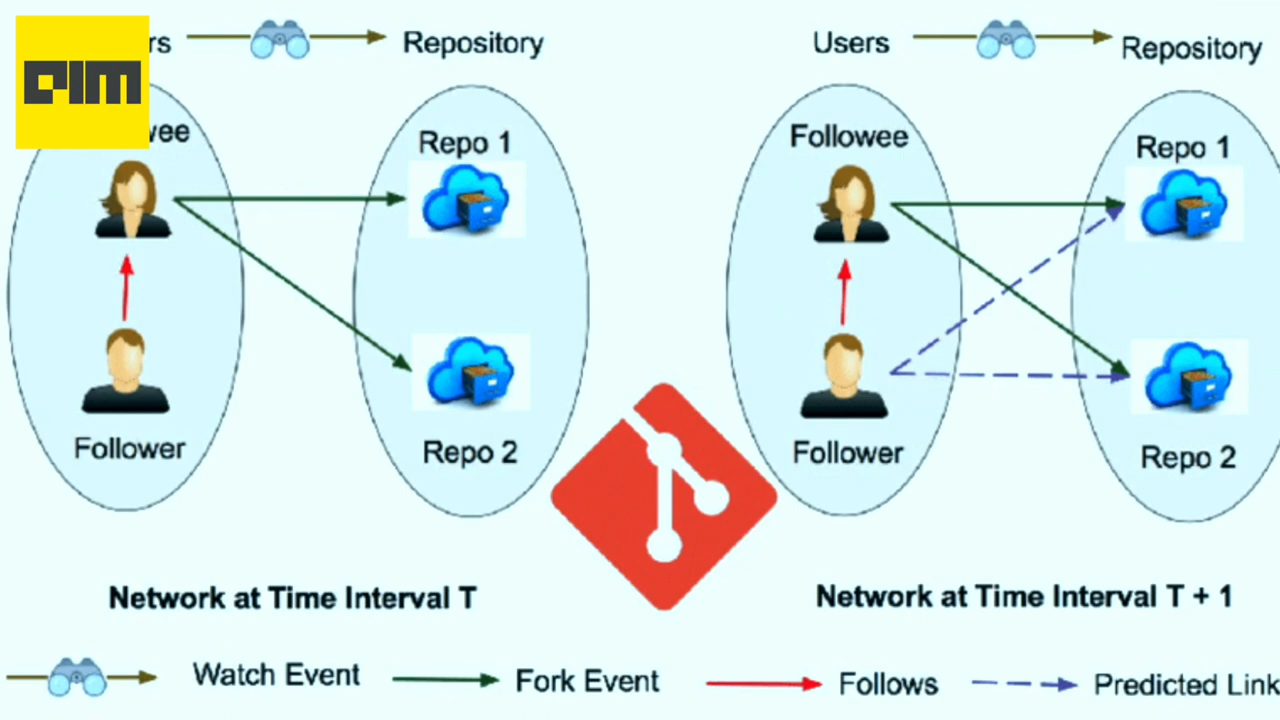 AIM
Repository
Users
Repository
Repo 1
Followee
Repo 1
Follower
Repo 2
Follower
Repo 2
Network at Time Interval T
Network at Time Interval T + 1
Watch Event
Fork Event
Follows
Predicted Link